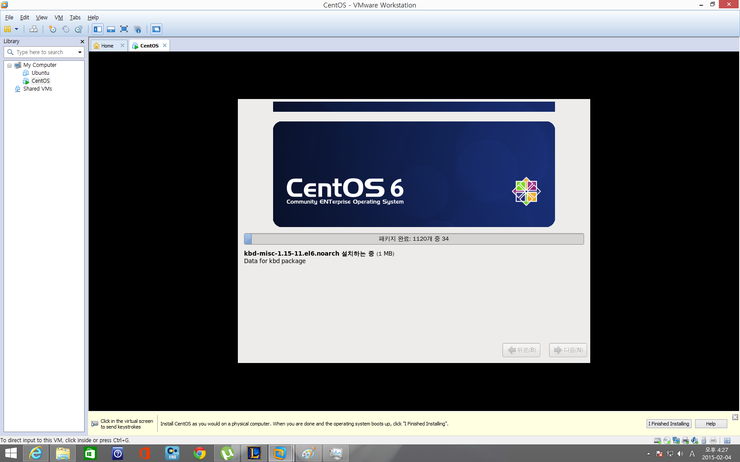 CentOS - VMware Workstation
File Edit View VM Tabs Help
Library
Type here to search
My Computer
Ubuntu
CentOS
Shared VMs
Home
CentOS
CentOS 6
Community ENTerprise Operating System
패키지 완료: 1120개 중 34
kbd-misc-1.15-11.el6.noarch 설치하는 중 (1 MB)
Data for kbd package
뒤로(B)
다음(N)
Click in the virtual screen
to send keystrokes
Install CentOS as you would on a physical computer. When you are done and the operating system boots up, click "I Finished Installing".
I Finished Installing
Help
To direct input to this VM, click inside or press Ctrl+G.
A
오후 4:27
2015-02-04